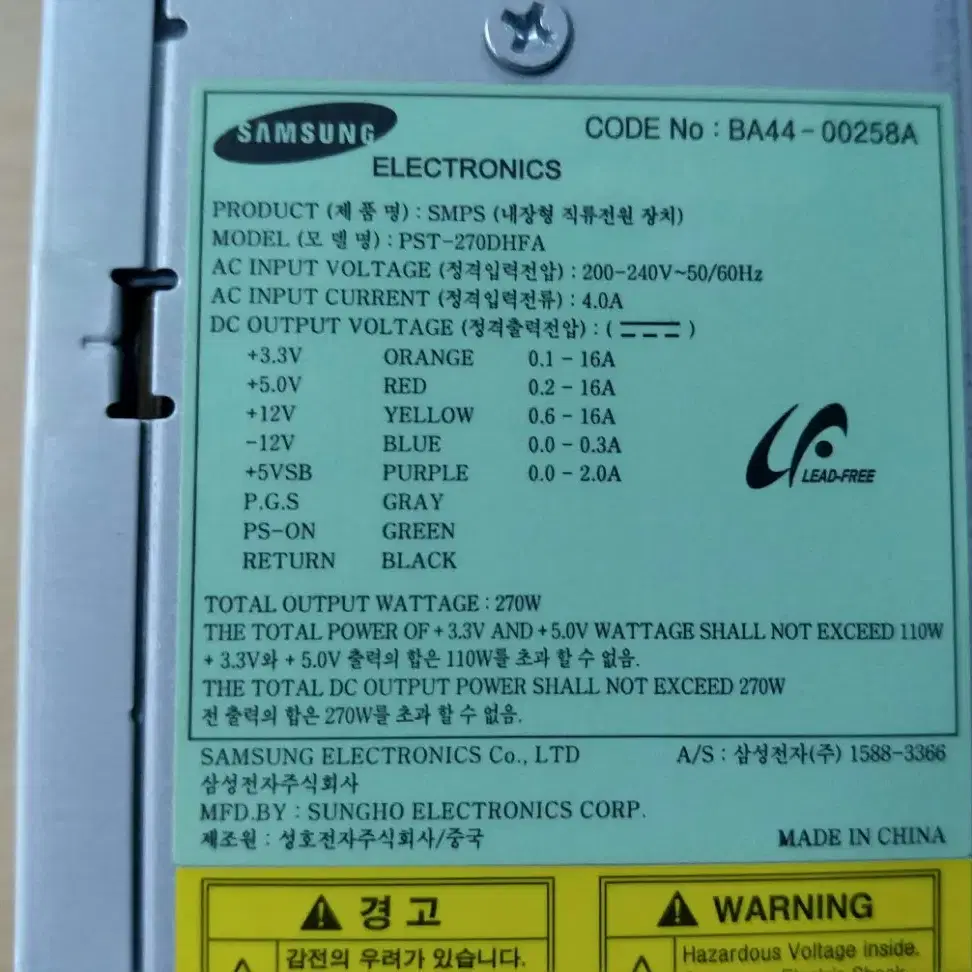 SAMSUNG
ELECTRONICS
CODE No : BA44-00258A
PRODUCT (제 품 명) : SMPS (내장형 직류전원 장치)
MODEL (모 델 명) : PST-270DHFA
AC INPUT VOLTAGE (정격입력전압) : 200-240V~50/60Hz
AC INPUT CURRENT (정격입력전류) : 4.0A
DC OUTPUT VOLTAGE (정격출력전압) : ( ⎓ )
+3.3V ORANGE 0.1 - 16A
+5.0V RED 0.2 - 16A
+12V YELLOW 0.6 - 16A
-12V BLUE 0.0 - 0.3A
+5VSB PURPLE 0.0 - 2.0A
P.G.S GRAY
PS-ON GREEN
RETURN BLACK
LEAD-FREE
TOTAL OUTPUT WATTAGE : 270W
THE TOTAL POWER OF +3.3V AND +5.0V WATTAGE SHALL NOT EXCEED 110W
+ 3.3V와 + 5.0V 출력의 합은 110W를 초과 할 수 없음.
THE TOTAL DC OUTPUT POWER SHALL NOT EXCEED 270W
전 출력의 합은 270W를 초과 할 수 없음.
SAMSUNG ELECTRONICS Co., LTD A/S : 삼성전자(주) 1588-3366
삼성전자주식회사
MFD.BY : SUNGHO ELECTRONICS CORP.
제조원 : 성호전자주식회사/중국 MADE IN CHINA
경 고
감전의 우려가 있습니다.
WARNING
Hazardous Voltage inside.